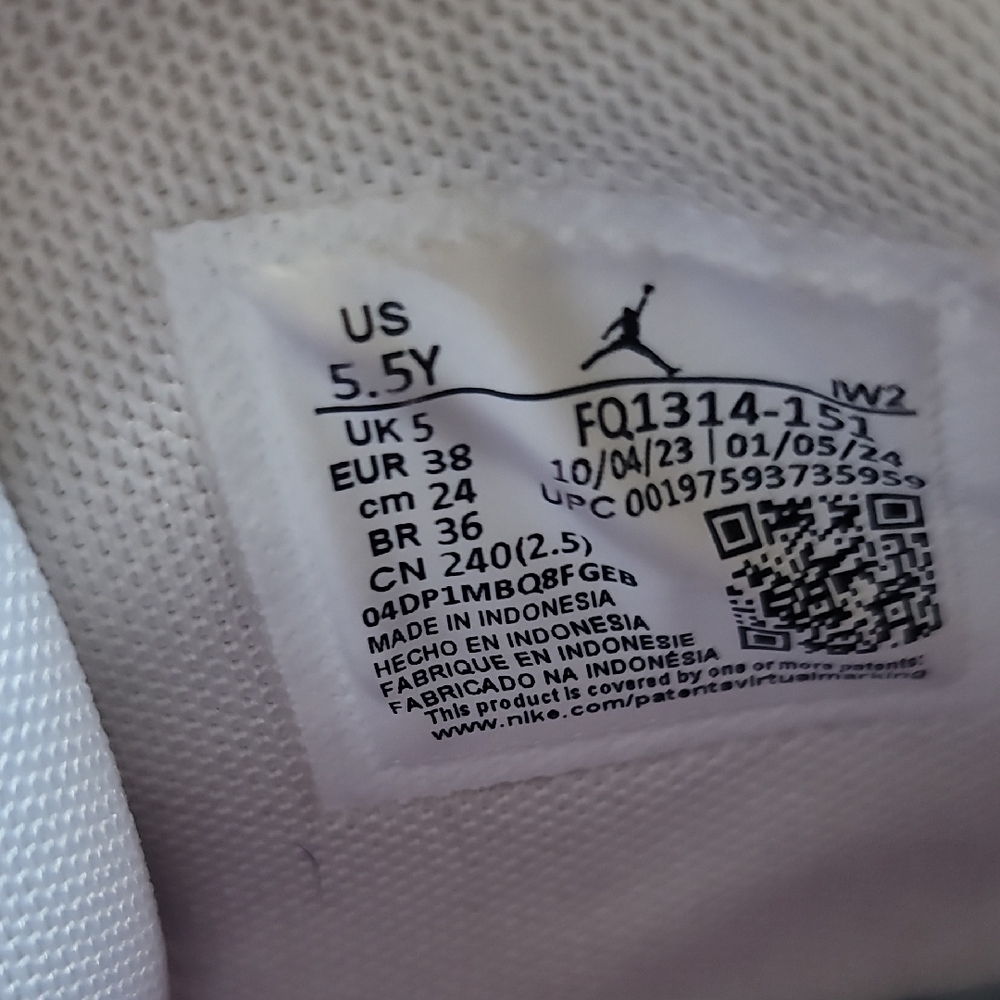 US
5.5Y
IW2
UK 5
FQ1314-151
EUR 38
10/04/23 | 01/05/24
cm 24
UPC 00197593735959
BR 36
CN 240(2.5)
04DP1MBQ8FGEB
MADE IN INDONESIA
HECHO EN INDONESIA
FABRIQUE EN INDONESIE
FABRICADO NA INDONÉSIA
This product is covered by one or more patents:
www.nike.com/patentsvirtualmarking